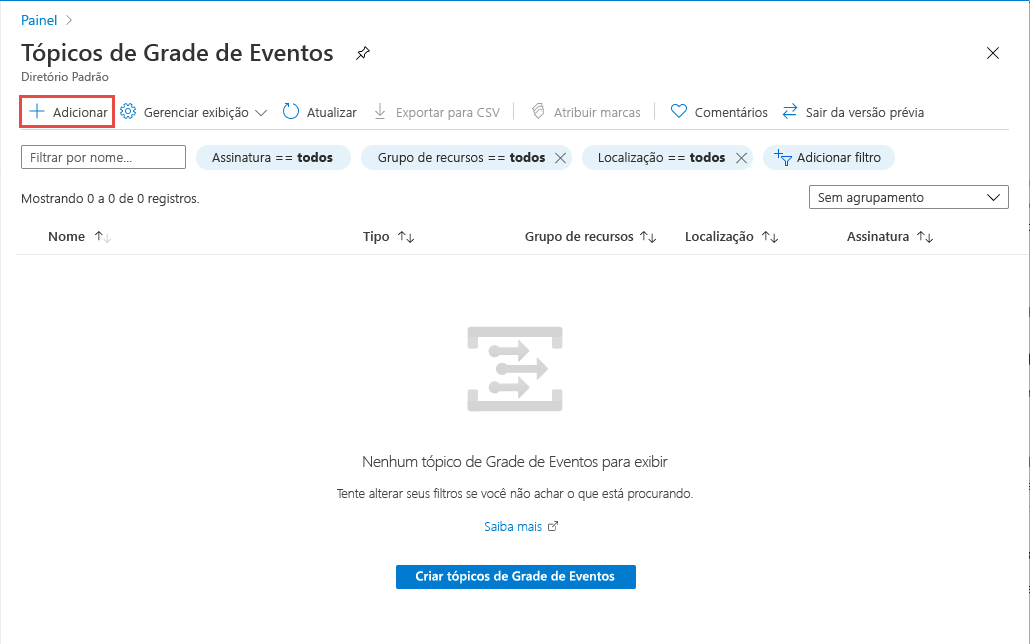 Painel
Tópicos de Grade de Eventos
Diretório Padrão
Adicionar Gerenciar exibição Atualizar Exportar para CSV Atribuir marcas Comentários Sair da versão prévia
Filtrar por nome... Assinatura == todos Grupo de recursos == todos Localização == todos Adicionar filtro
Mostrando 0 a 0 de 0 registros. Sem agrupamento
Nome Tipo Grupo de recursos Localização Assinatura
Nenhum tópico de Grade de Eventos para exibir
Tente alterar seus filtros se você não achar o que está procurando.
Saiba mais
Criar tópicos de Grade de Eventos